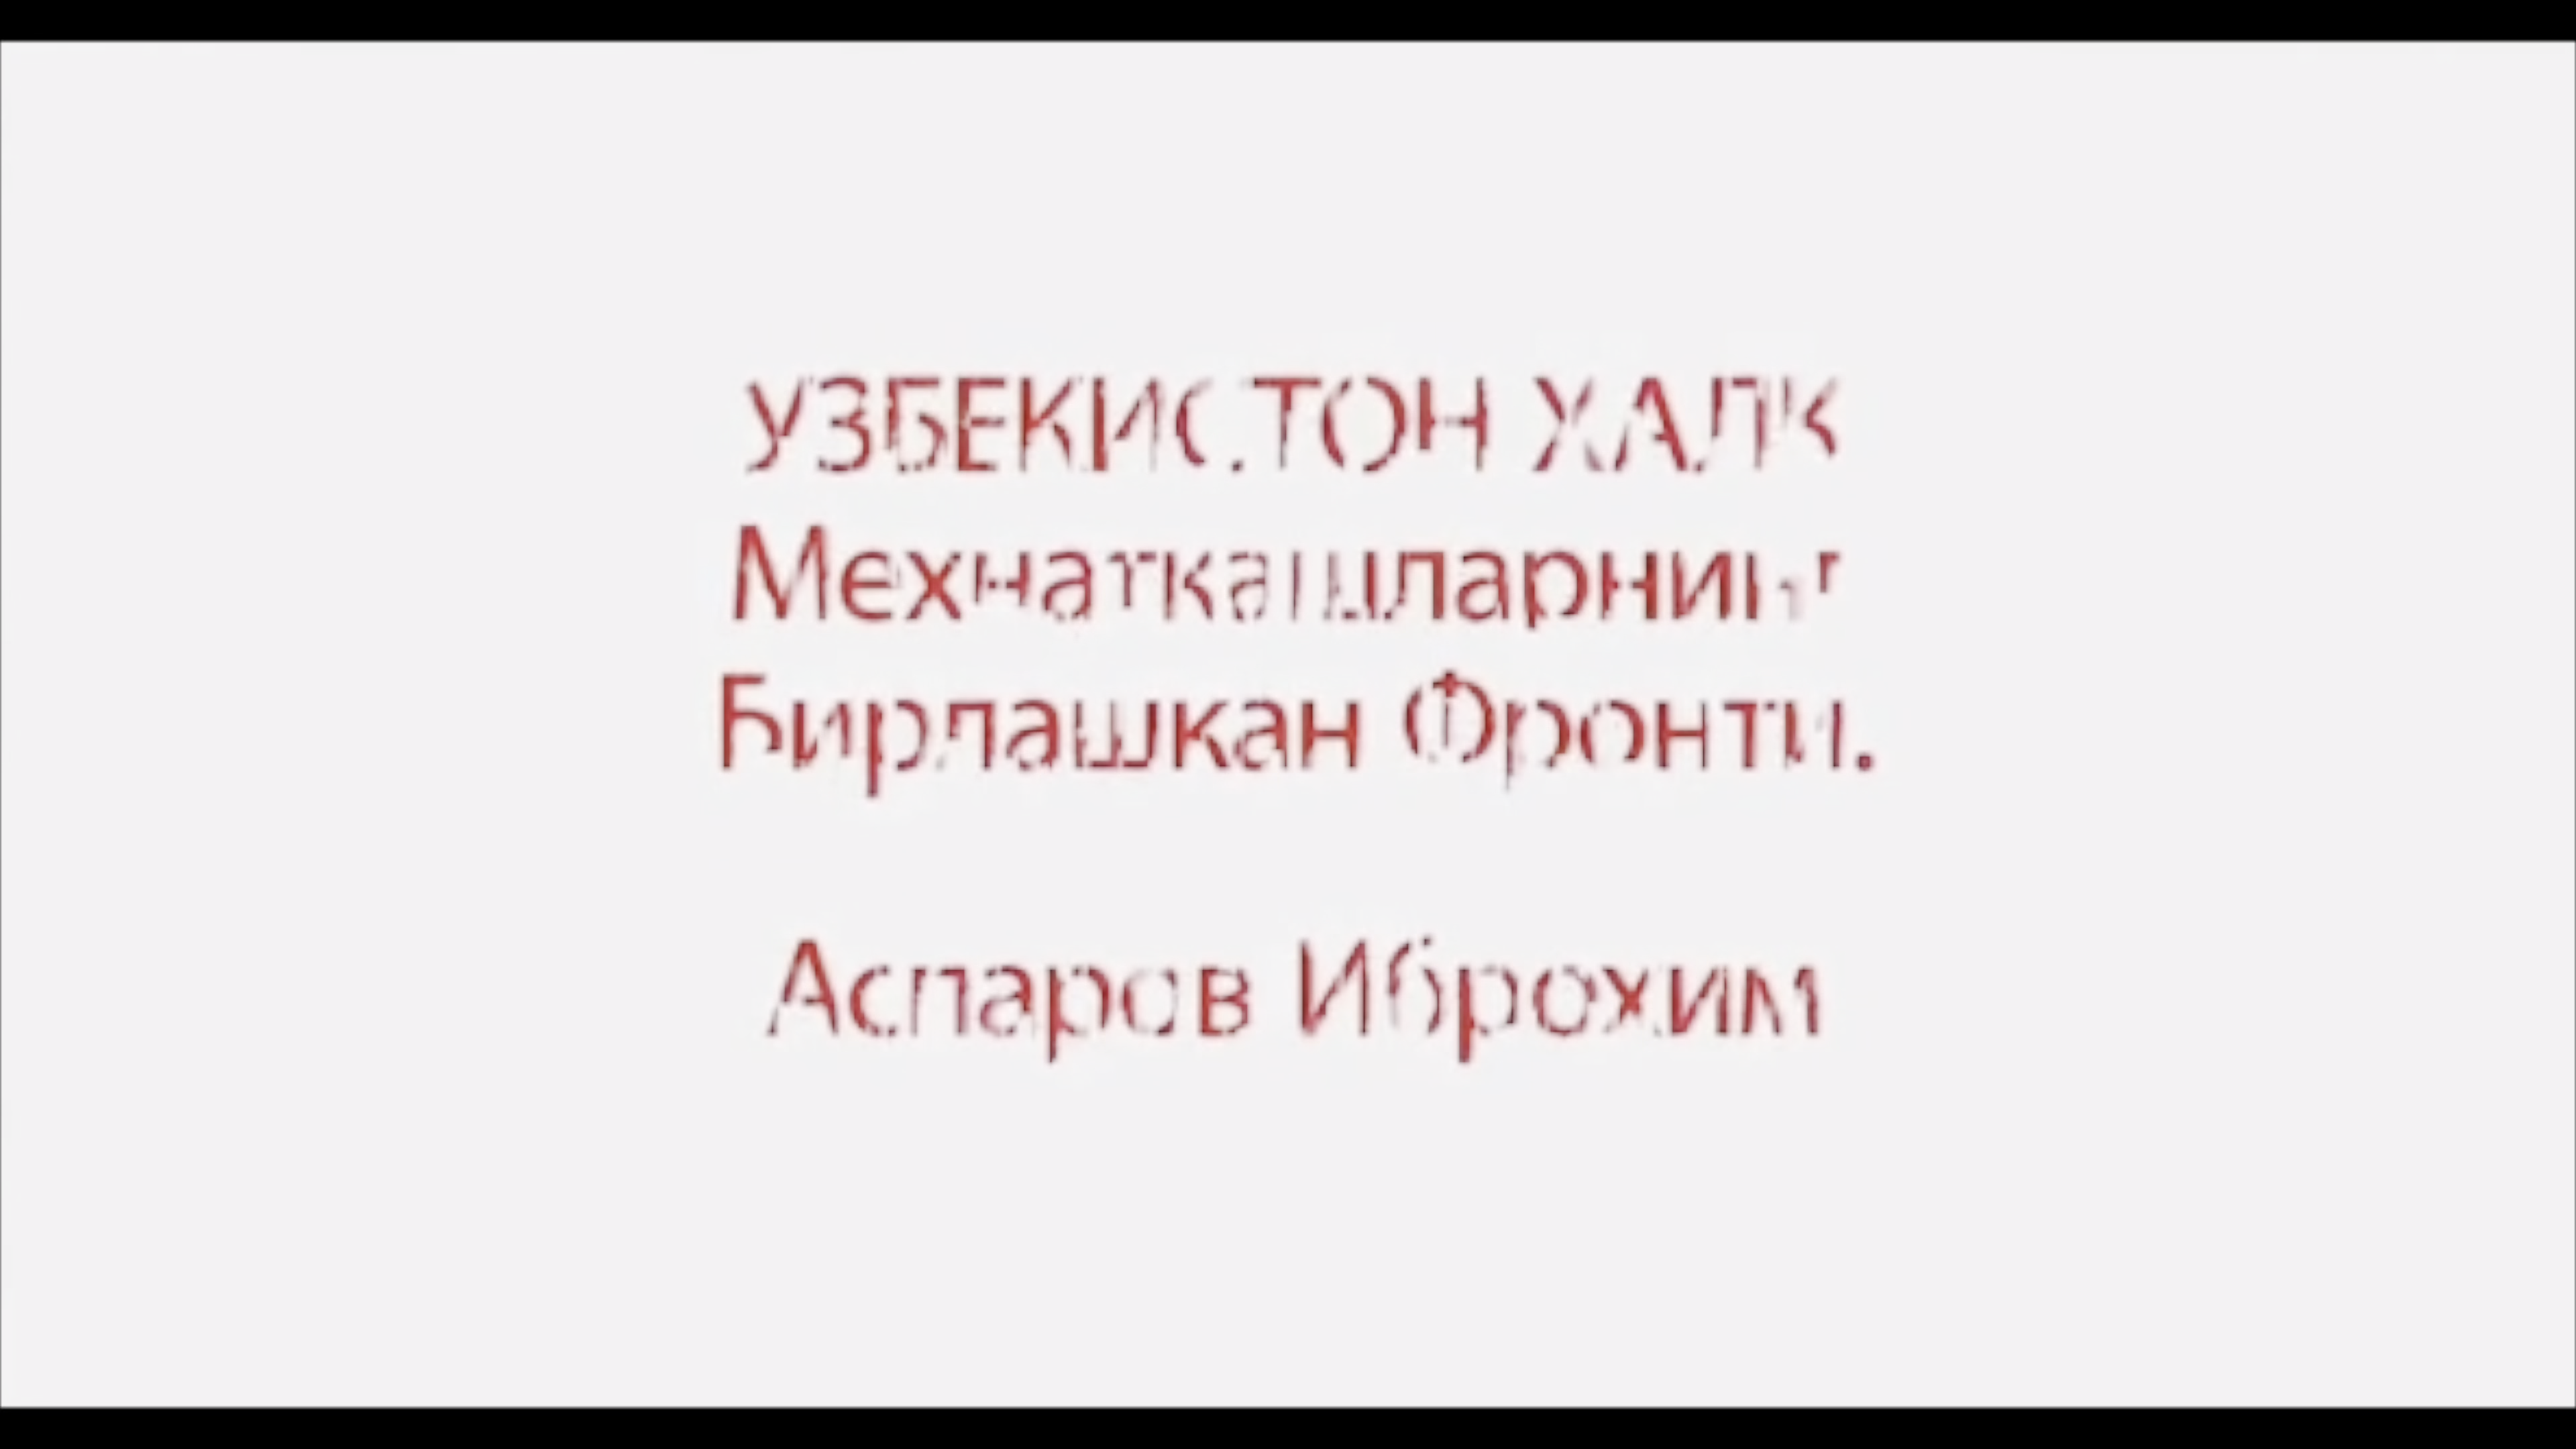 УЗБЕКИСТОН ХАЛК
Мехнаткашларнинг
Бирлашкан Фронти.
Аспаров Иброхим